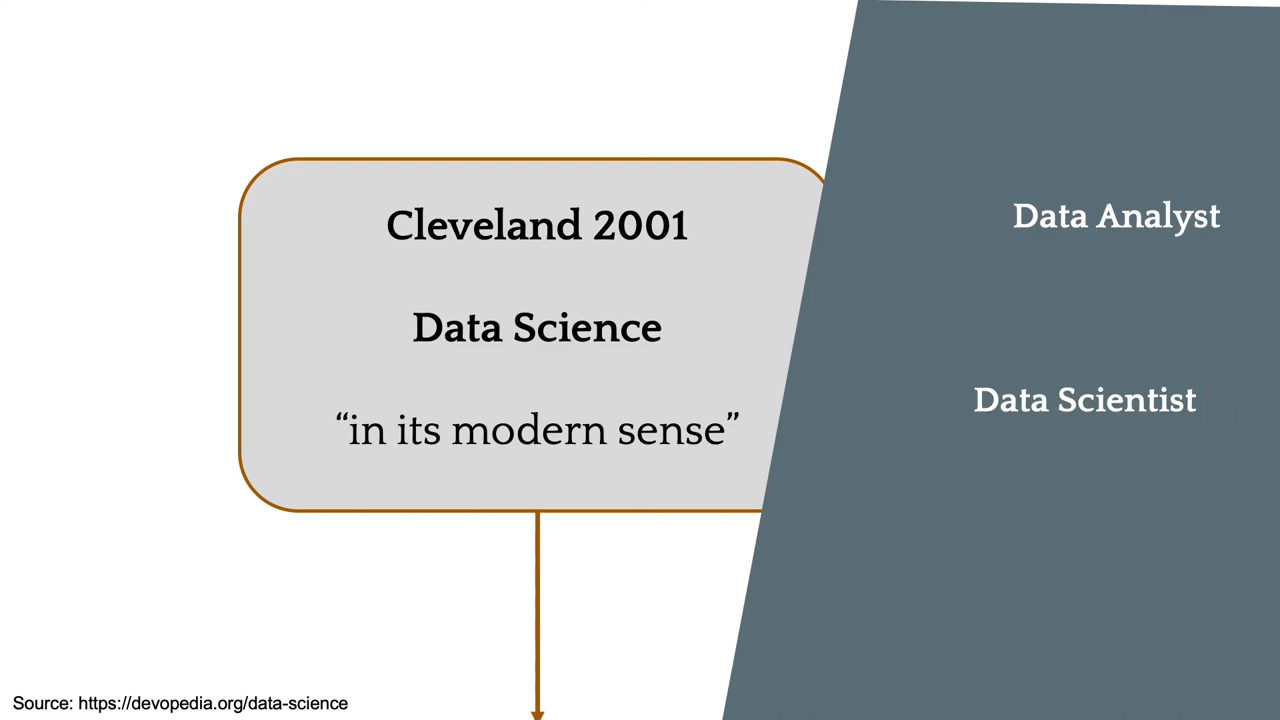 Cleveland 2001
Data Science
“in its modern sense”
Data Analyst
Data Scientist
Source: https://devopedia.org/data-science